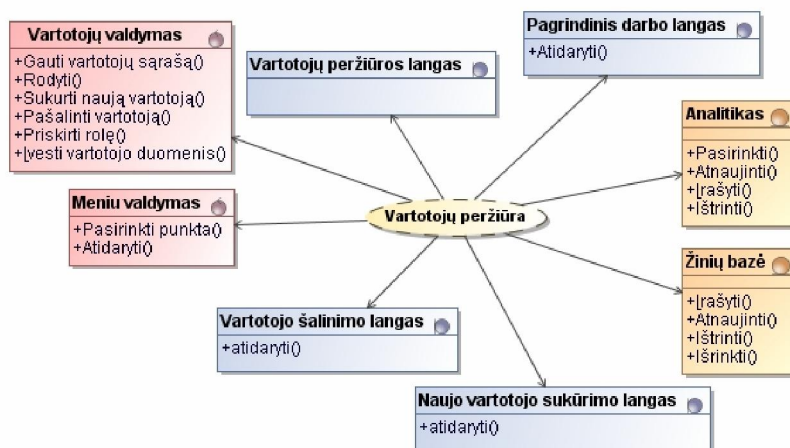 Vartotojų valdymas
+Gauti vartotojų sąrašą()
+Rodyti()
+Sukurti naują vartotoją()
+Pašalinti vartotoją()
+Priskirti rolę()
+Įvesti vartotojo duomenis()
Vartotojų peržiūros langas
Pagrindinis darbo langas
+Atidaryti()
Analitikas
+Pasirinkti()
+Atnaujinti()
+Įrašyti()
+Ištrinti()
Meniu valdymas
+Pasirinkti punkta()
+Atidaryti()
Vartotojų peržiūra
Žinių bazė
+Įrašyti()
+Atnaujinti()
+Ištrinti()
+Išrinkti()
Vartotojo šalinimo langas
+atidaryti()
Naujo vartotojo sukūrimo langas
+atidaryti()